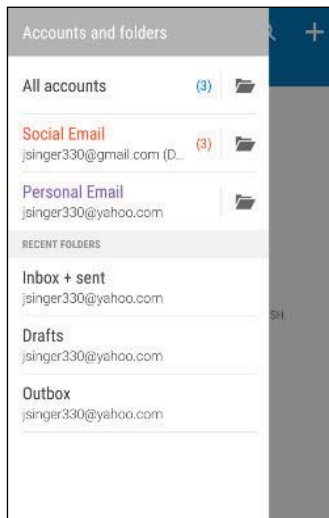 Accounts and folders
All accounts (3)
Social Email (3)
jsinger330@gmail.com (D...
Personal Email
jsinger330@yahoo.com
RECENT FOLDERS
Inbox + sent
jsinger330@yahoo.com
Drafts
jsinger330@yahoo.com
SH
Outbox
jsinger330@yahoo.com